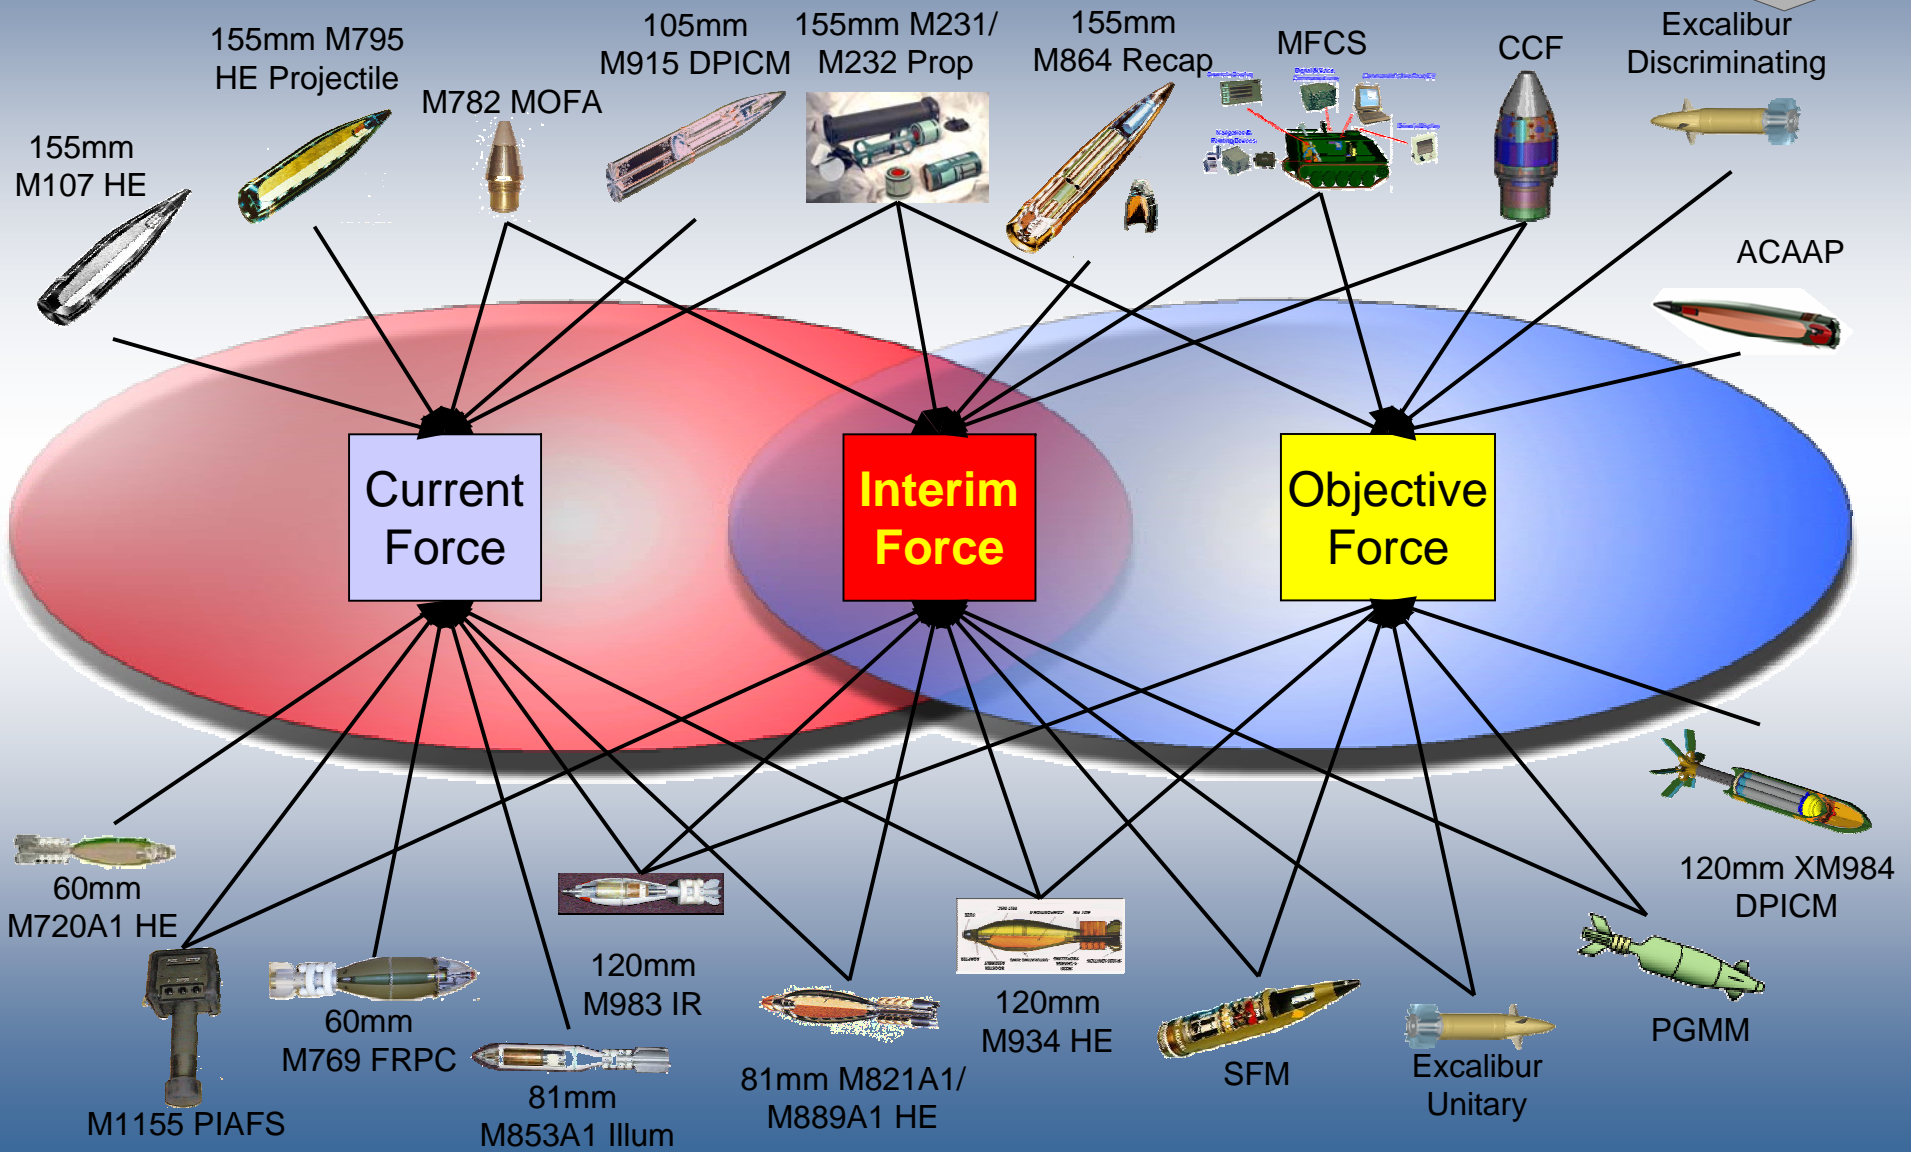 155mm M795
HE Projectile
M782 MOFA
105mm
M915 DPICM
155mm M231/
M232 Prop
155mm
M864 Recap
MFCS
CCF
Excalibur
Discriminating
155mm
M107 HE
ACAAP
Current
Force
Interim
Force
Objective
Force
60mm
M720A1 HE
M1155 PIAFS
60mm
M769 FRPC
81mm
M853A1 Illum
120mm
M983 IR
81mm M821A1/
M889A1 HE
120mm
M934 HE
SFM
Excalibur
Unitary
PGMM
120mm XM984
DPICM